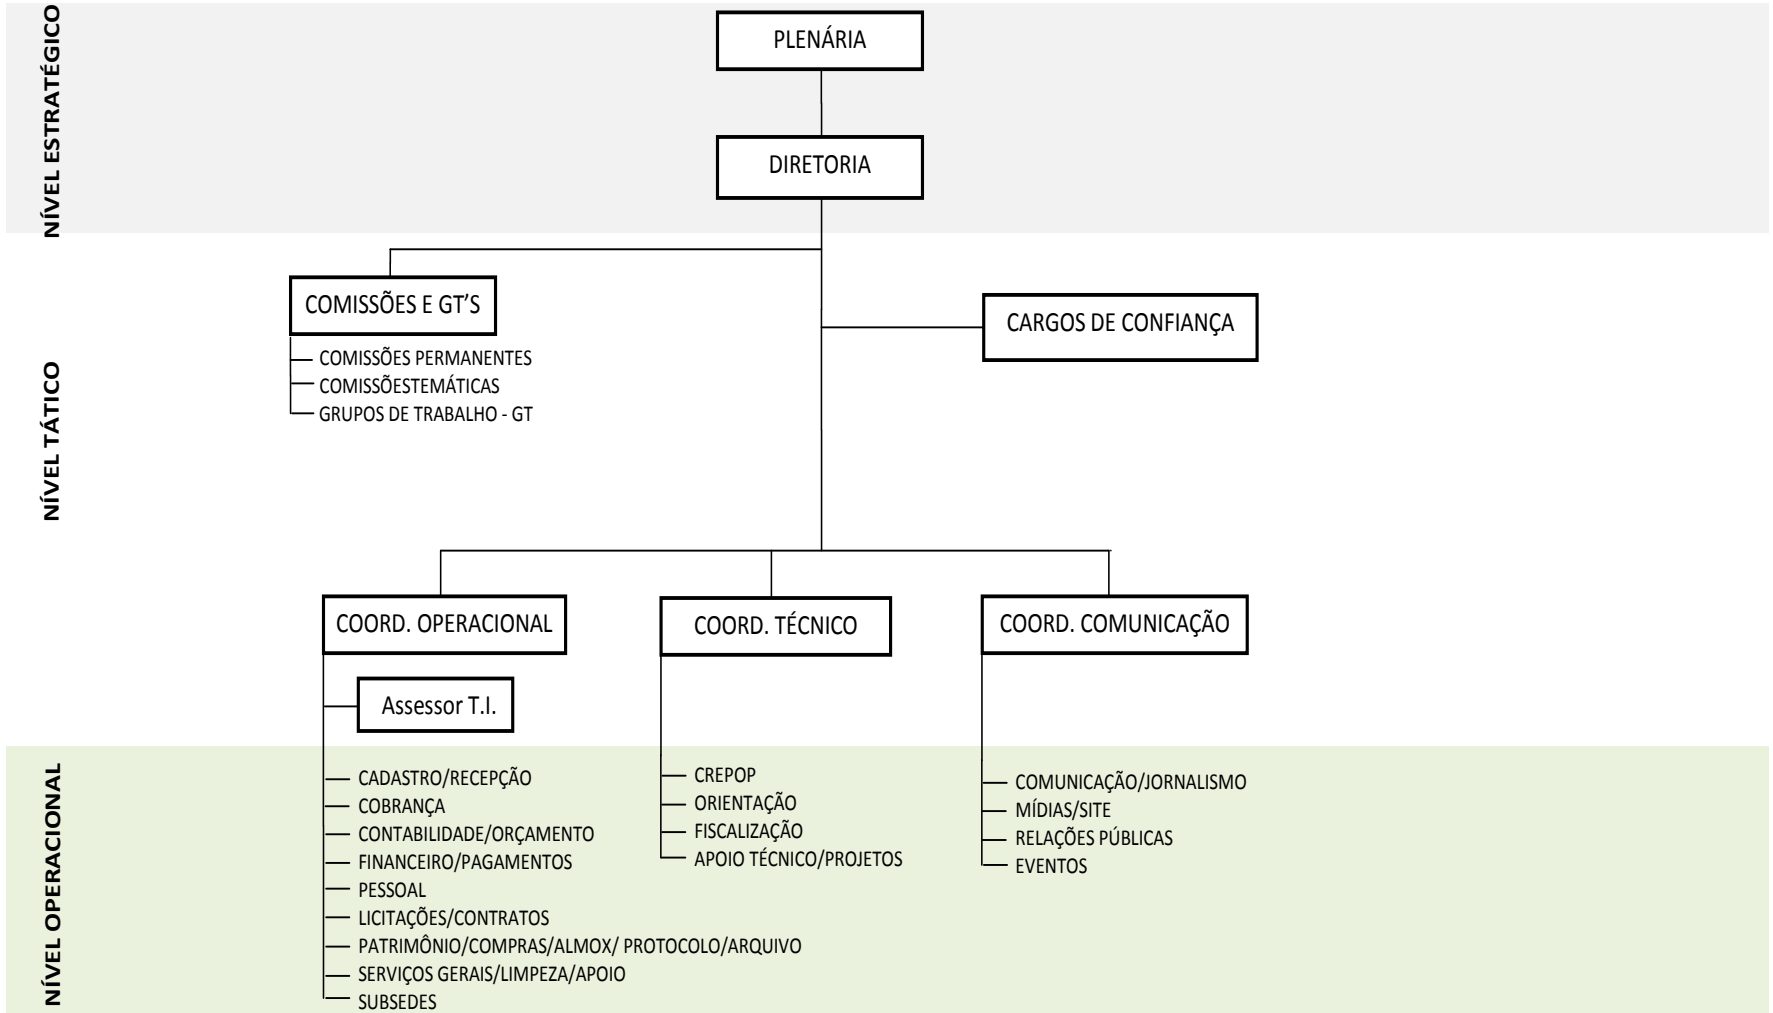 NÍVEL ESTRATÉGICO
PLENÁRIA
DIRETORIA
NÍVEL TÁTICO
COMISSÕES E GT’S
COMISSÕES PERMANENTES
COMISSÕESTEMÁTICAS
GRUPOS DE TRABALHO - GT
CARGOS DE CONFIANÇA
COORD. OPERACIONAL
Assessor T.I.
COORD. TÉCNICO
COORD. COMUNICAÇÃO
NÍVEL OPERACIONAL
CADASTRO/RECEPÇÃO
COBRANÇA
CONTABILIDADE/ORÇAMENTO
FINANCEIRO/PAGAMENTOS
PESSOAL
LICITAÇÕES/CONTRATOS
PATRIMÔNIO/COMPRAS/ALMOX/ PROTOCOLO/ARQUIVO
SERVIÇOS GERAIS/LIMPEZA/APOIO
SUBSEDES
CREPOP
ORIENTAÇÃO
FISCALIZAÇÃO
APOIO TÉCNICO/PROJETOS
COMUNICAÇÃO/JORNALISMO
MÍDIAS/SITE
RELAÇÕES PÚBLICAS
EVENTOS